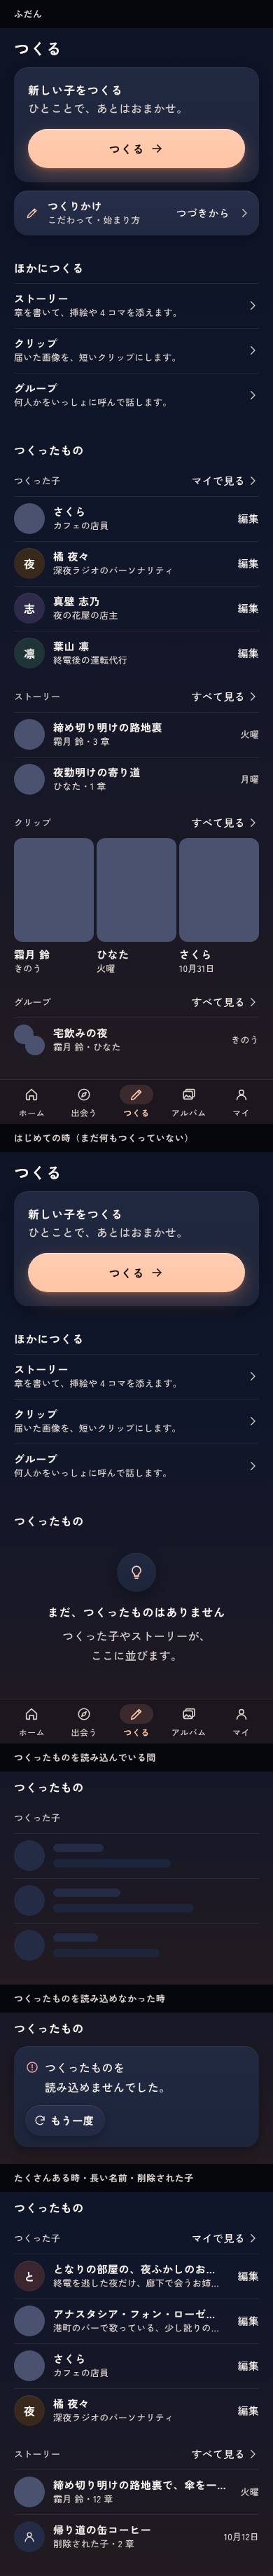 ふだん
つくる
新しい子をつくる
ひとことで、あとはおまかせ。
つくる →
つくりかけ
こだわって・始まり方
つづきから
ほかにつくる
ストーリー
章を書いて、挿絵や 4 コマを添えます。
クリップ
届いた画像を、短いクリップにします。
グループ
何人かをいっしょに呼んで話します。
つくったもの
つくった子
マイで見る
さくら
カフェの店員
編集
夜
橘 夜々
深夜ラジオのパーソナリティ
編集
志
真壁 志乃
夜の花屋の店主
編集
凛
葉山 凛
終電後の運転代行
編集
ストーリー
すべて見る
締め切り明けの路地裏
霜月 鈴・3 章
火曜
夜勤明けの寄り道
ひなた・1 章
月曜
クリップ
すべて見る
霜月 鈴
きのう
ひなた
火曜
さくら
10月31日
グループ
すべて見る
宅飲みの夜
霜月 鈴・ひなた
きのう
ホーム
出会う
つくる
アルバム
マイ
はじめての時（まだ何もつくっていない）
つくる
新しい子をつくる
ひとことで、あとはおまかせ。
つくる →
ほかにつくる
ストーリー
章を書いて、挿絵や 4 コマを添えます。
クリップ
届いた画像を、短いクリップにします。
グループ
何人かをいっしょに呼んで話します。
つくったもの
まだ、つくったものはありません
つくった子やストーリーが、
ここに並びます。
ホーム
出会う
つくる
アルバム
マイ
つくったものを読み込んでいる間
つくったもの
つくった子
つくったものを読み込めなかった時
つくったもの
つくったものを
読み込めませんでした。
もう一度
たくさんある時・長い名前・削除された子
つくったもの
つくった子
マイで見る
と
となりの部屋の、夜ふかしのお…
終電を逃した夜だけ、廊下で会うお姉…
編集
アナスタシア・フォン・ローゼ…
港町のバーで歌っている、少し訛りの…
編集
さくら
カフェの店員
編集
夜
橘 夜々
深夜ラジオのパーソナリティ
編集
ストーリー
すべて見る
締め切り明けの路地裏で、傘を一…
霜月 鈴・12 章
火曜
帰り道の缶コーヒー
削除された子・2 章
10月12日